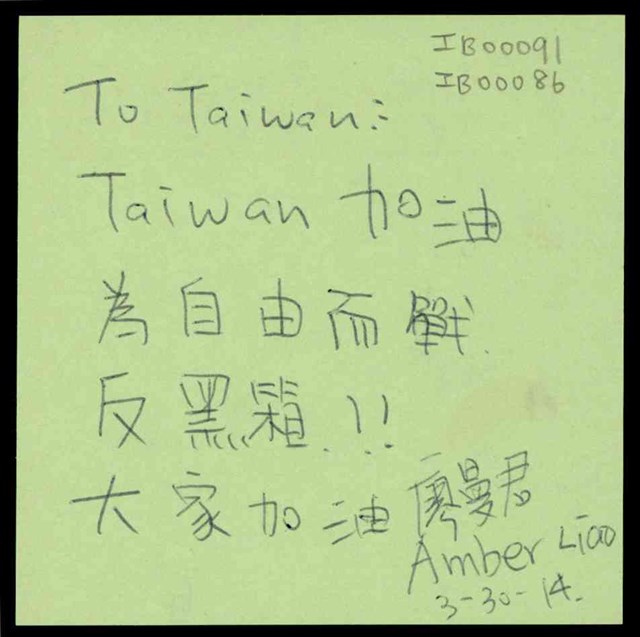 IB00091
IB00086
To Taiwan:
Taiwan 加油
為自由而戰.
反黑箱.!!
大家加油 廖曼君
Amber Liao
3-30-14.